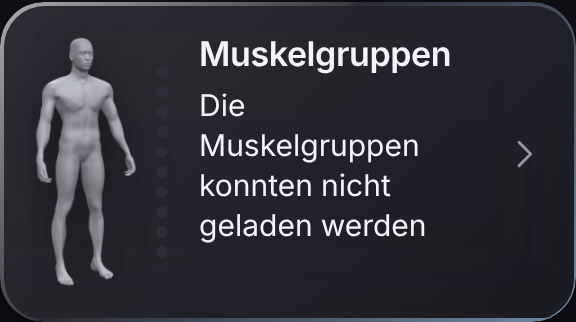 Muskelgruppen
Die
Muskelgruppen
konnten nicht
geladen werden